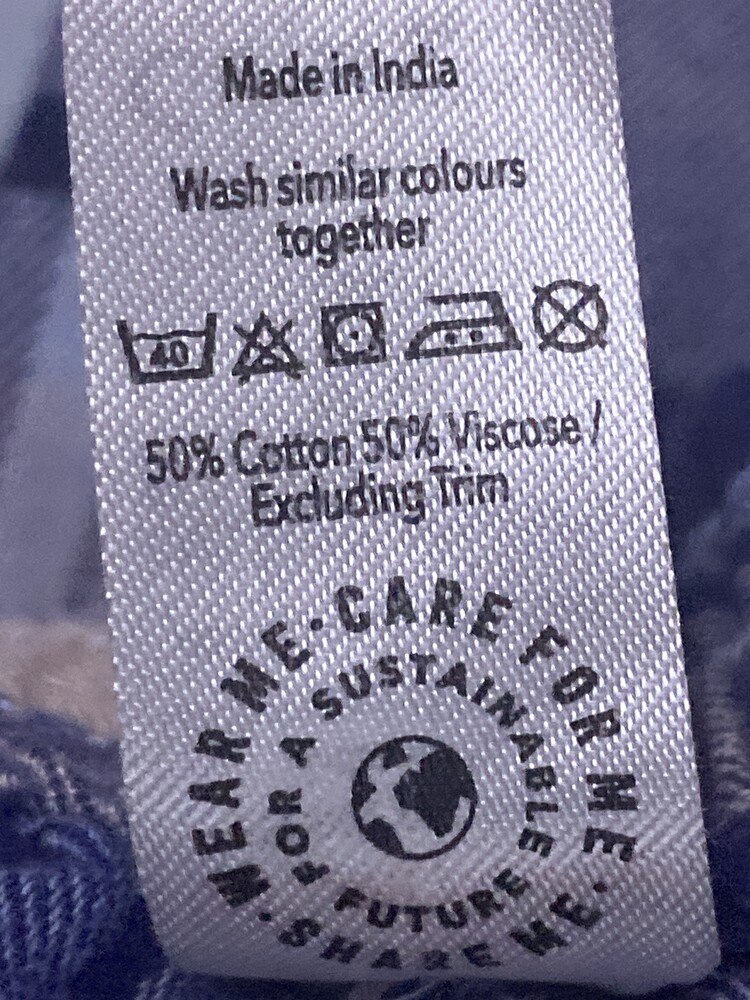 Made in India
Wash similar colours
together
40
50% Cotton 50% Viscose /
Excluding Trim
WEAR ME · CARE FOR ME · SHARE ME ·
FOR A SUSTAINABLE FUTURE